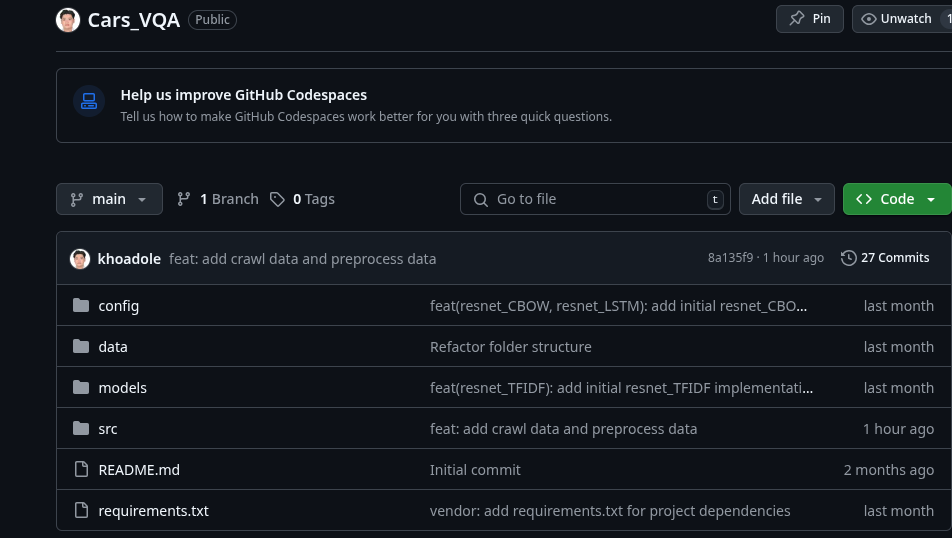 Cars_VQA Public Pin Unwatch 1
Help us improve GitHub Codespaces
Tell us how to make GitHub Codespaces work better for you with three quick questions.
main 1 Branch 0 Tags Go to file t Add file Code
khoadole feat: add crawl data and preprocess data 8a135f9 · 1 hour ago 27 Commits
config feat(resnet_CBOW, resnet_LSTM): add initial resnet_CBO... last month
data Refactor folder structure last month
models feat(resnet_TFIDF): add initial resnet_TFIDF implementati... last month
src feat: add crawl data and preprocess data 1 hour ago
README.md Initial commit 2 months ago
requirements.txt vendor: add requirements.txt for project dependencies last month